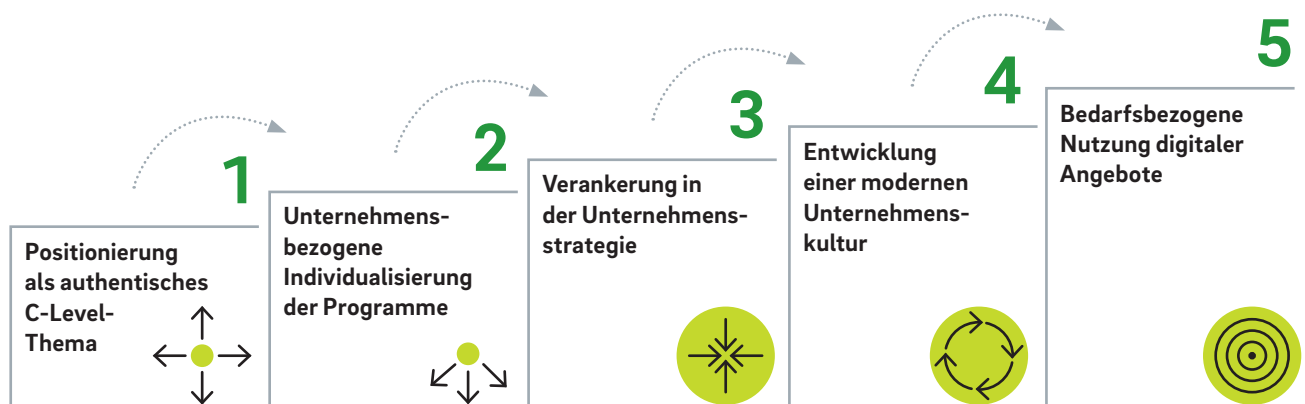 1
Positionierung
als authentisches
C-Level-
Thema
2
Unternehmens-
bezogene
Individualisierung
der Programme
3
Verankerung in
der Unternehmens-
strategie
4
Entwicklung
einer modernen
Unternehmens-
kultur
5
Bedarfsbezogene
Nutzung digitaler
Angebote